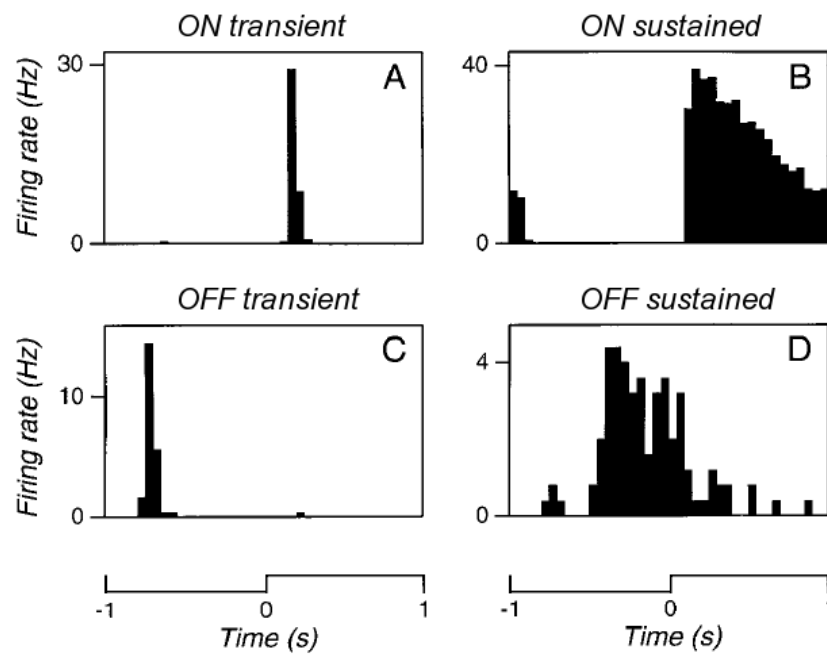 ON transient
ON sustained
Firing rate (Hz)
30
0
A
40
0
B
OFF transient
OFF sustained
Firing rate (Hz)
10
0
C
4
0
D
-1 0 1
Time (s)
-1 0
Time (s)